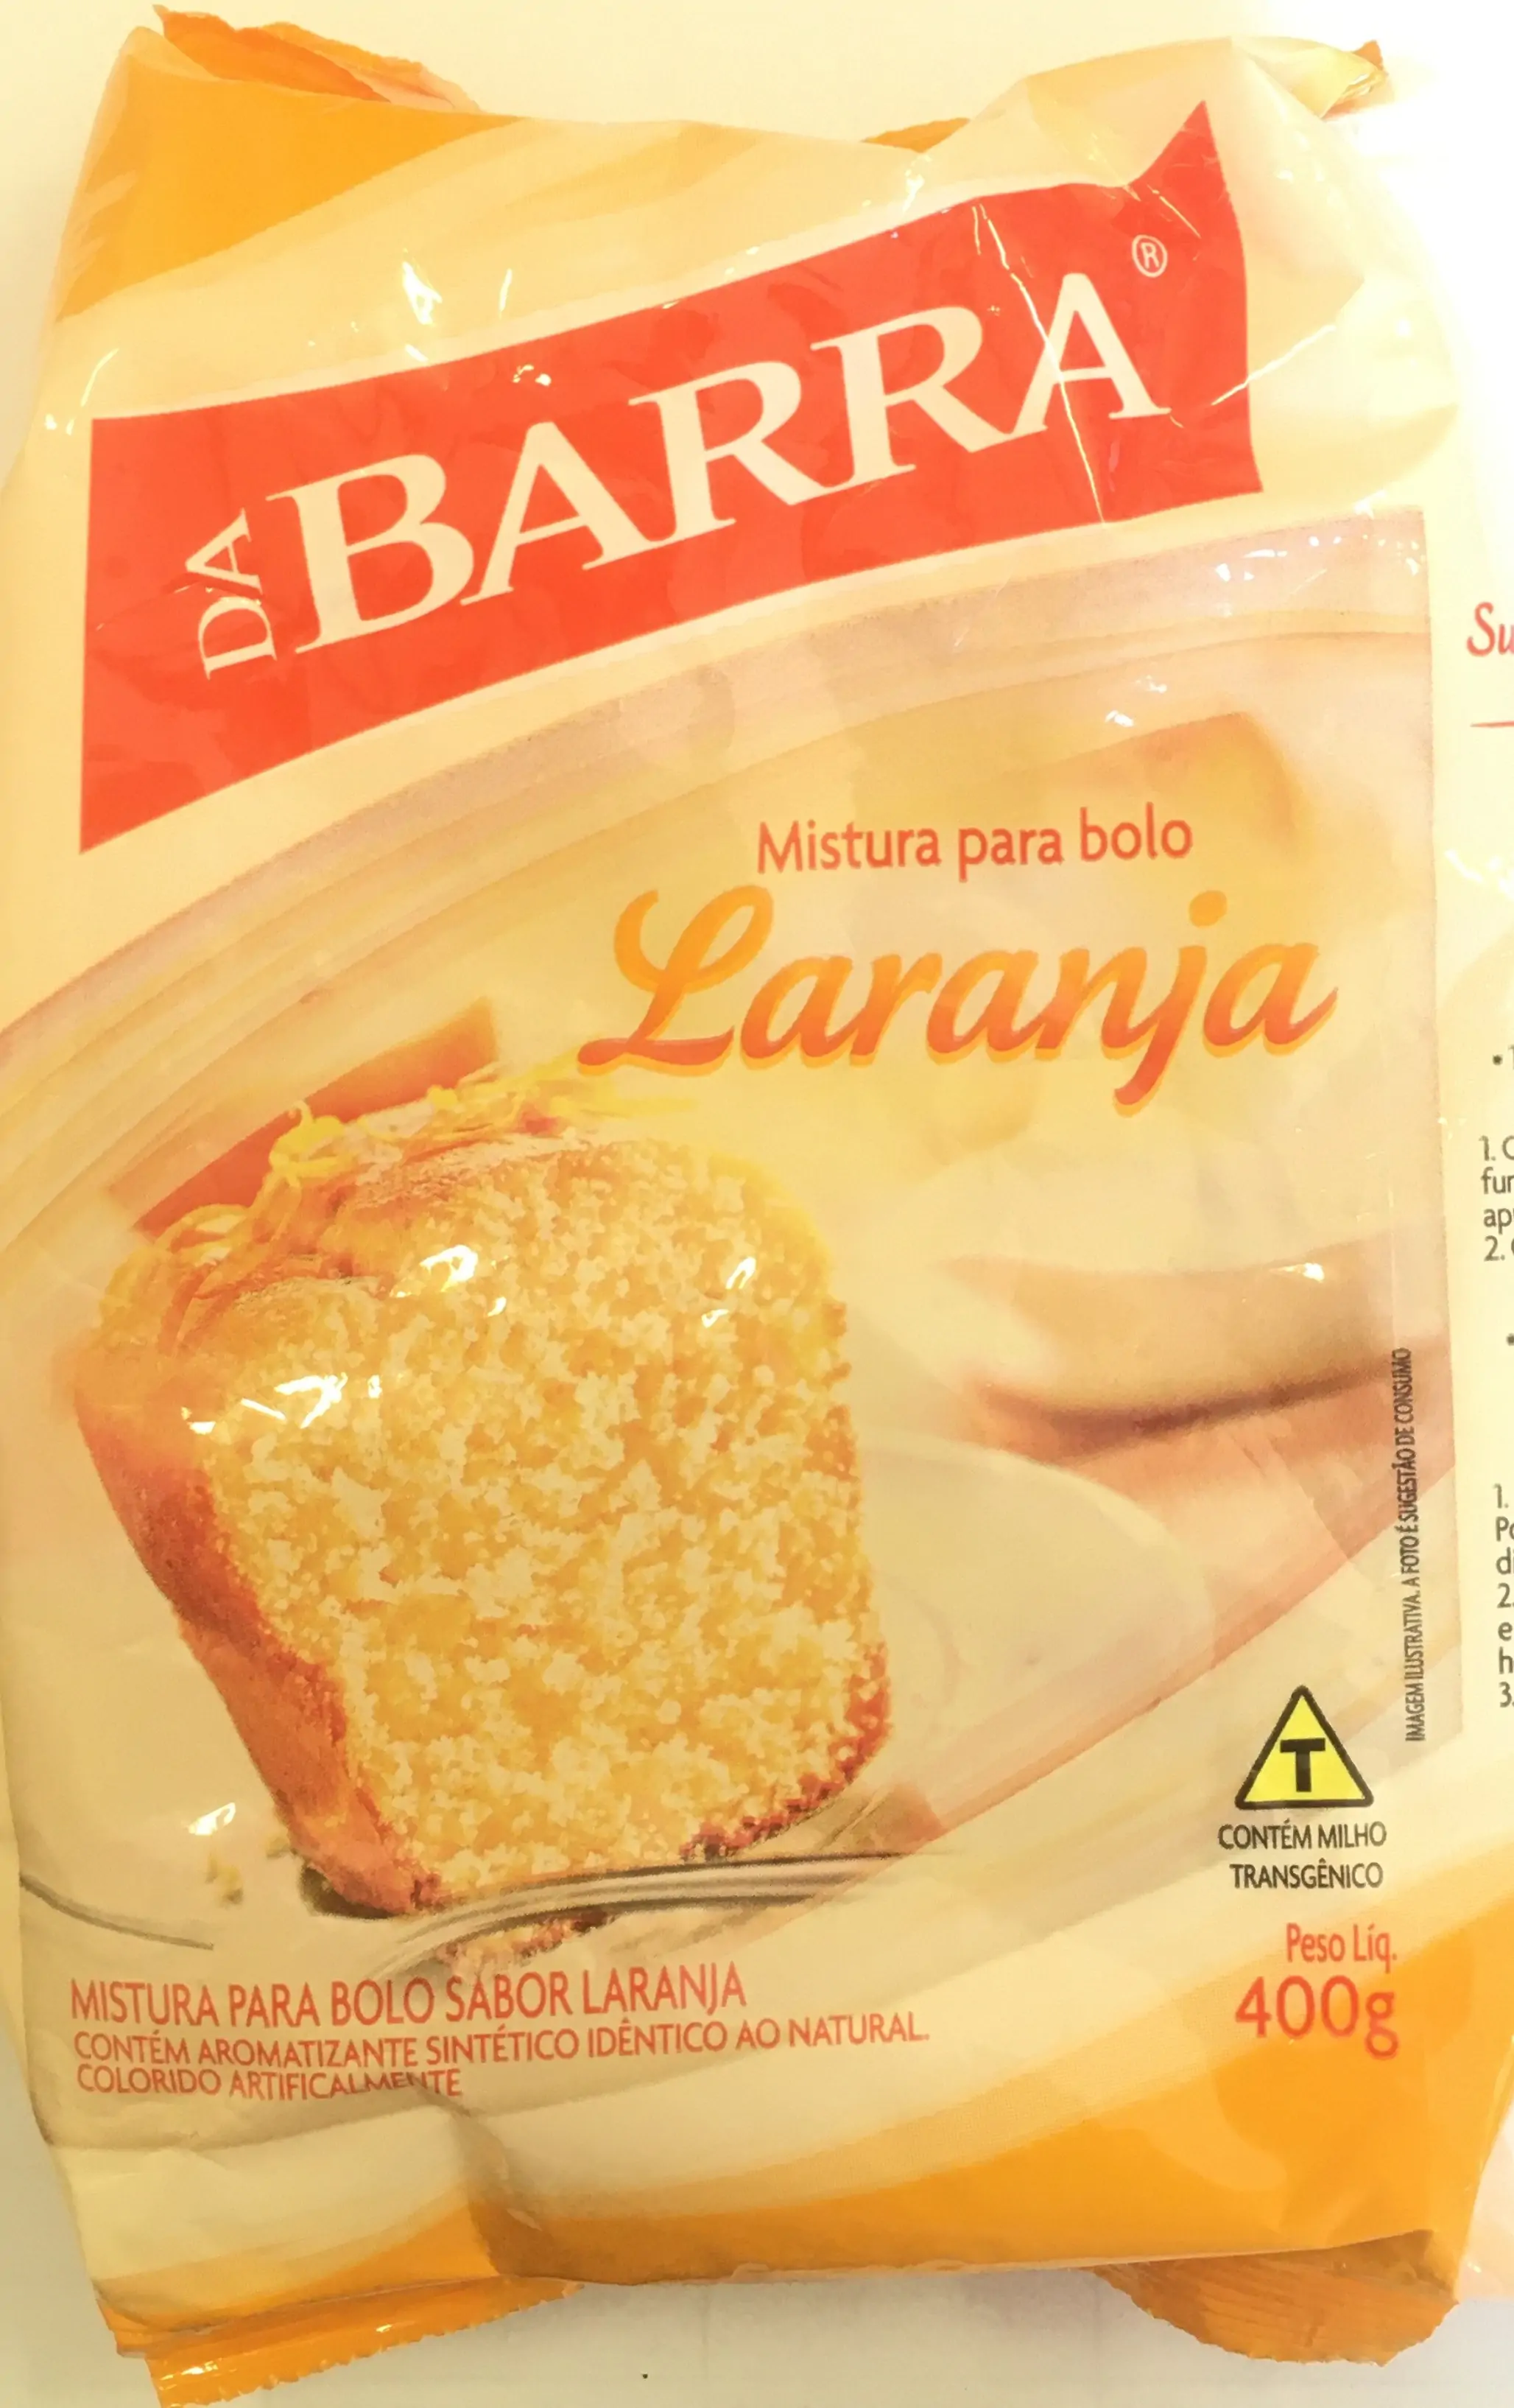 DA BARRA®
Mistura para bolo
Laranja
IMAGEM ILUSTRATIVA. A FOTO É SUGESTÃO DE CONSUMO
T
CONTÉM MILHO
TRANSGÊNICO
Peso Líq.
400g
MISTURA PARA BOLO SABOR LARANJA
CONTÉM AROMATIZANTE SINTÉTICO IDÊNTICO AO NATURAL.
COLORIDO ARTIFICALMENTE